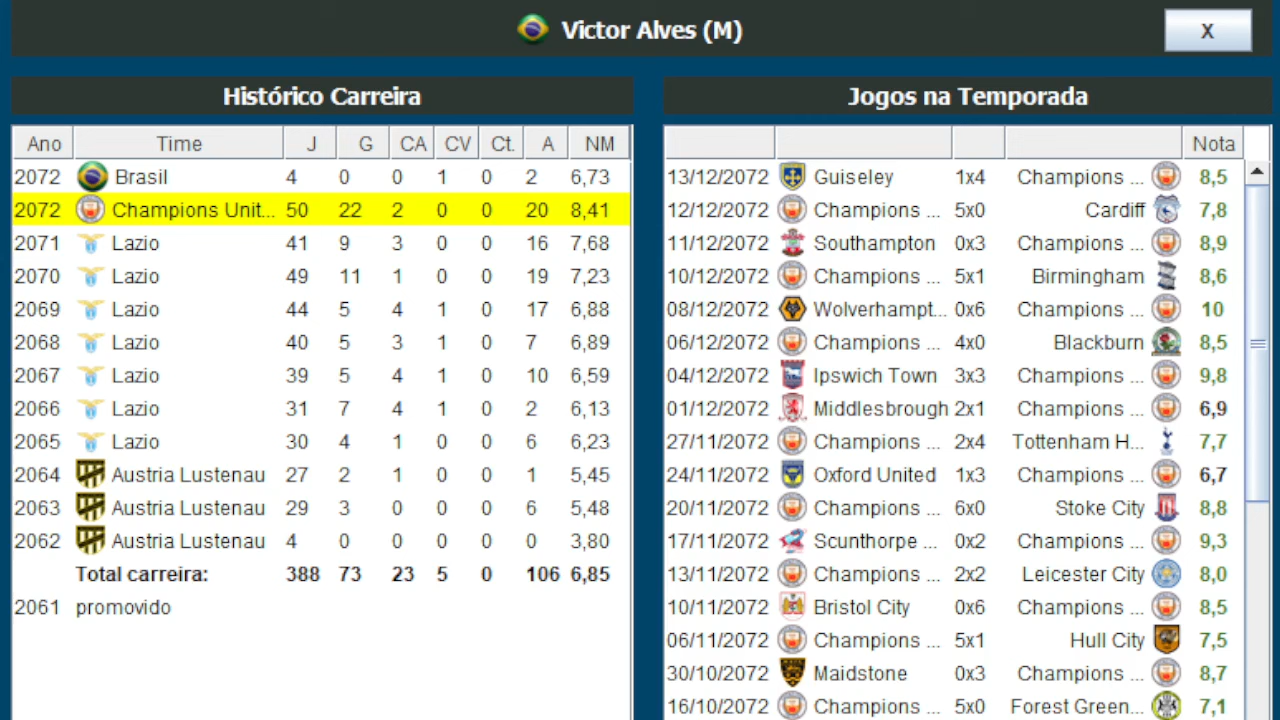 Victor Alves (M)
X
Histórico Carreira
Ano Time J G CA CV Ct. A NM
2072 Brasil 4 0 0 1 0 2 6,73
2072 Champions Unit... 50 22 2 0 0 20 8,41
2071 Lazio 41 9 3 0 0 16 7,68
2070 Lazio 49 11 1 0 0 19 7,23
2069 Lazio 44 5 4 1 0 17 6,88
2068 Lazio 40 5 3 1 0 7 6,89
2067 Lazio 39 5 4 1 0 10 6,59
2066 Lazio 31 7 4 1 0 2 6,13
2065 Lazio 30 4 1 0 0 6 6,23
2064 Austria Lustenau 27 2 1 0 0 1 5,45
2063 Austria Lustenau 29 3 0 0 0 6 5,48
2062 Austria Lustenau 4 0 0 0 0 0 3,80
Total carreira: 388 73 23 5 0 106 6,85
2061 promovido
Jogos na Temporada
Nota
13/12/2072 Guiseley 1x4 Champions ... 8,5
12/12/2072 Champions ... 5x0 Cardiff 7,8
11/12/2072 Southampton 0x3 Champions ... 8,9
10/12/2072 Champions ... 5x1 Birmingham 8,6
08/12/2072 Wolverhampt... 0x6 Champions ... 10
06/12/2072 Champions ... 4x0 Blackburn 8,5
04/12/2072 Ipswich Town 3x3 Champions ... 9,8
01/12/2072 Middlesbrough 2x1 Champions ... 6,9
27/11/2072 Champions ... 2x4 Tottenham H... 7,7
24/11/2072 Oxford United 1x3 Champions ... 6,7
20/11/2072 Champions ... 6x0 Stoke City 8,8
17/11/2072 Scunthorpe ... 0x2 Champions ... 9,3
13/11/2072 Champions ... 2x2 Leicester City 8,0
10/11/2072 Bristol City 0x6 Champions ... 8,5
06/11/2072 Champions ... 5x1 Hull City 7,5
30/10/2072 Maidstone 0x3 Champions ... 8,7
16/10/2072 Champions ... 5x0 Forest Green... 7,1